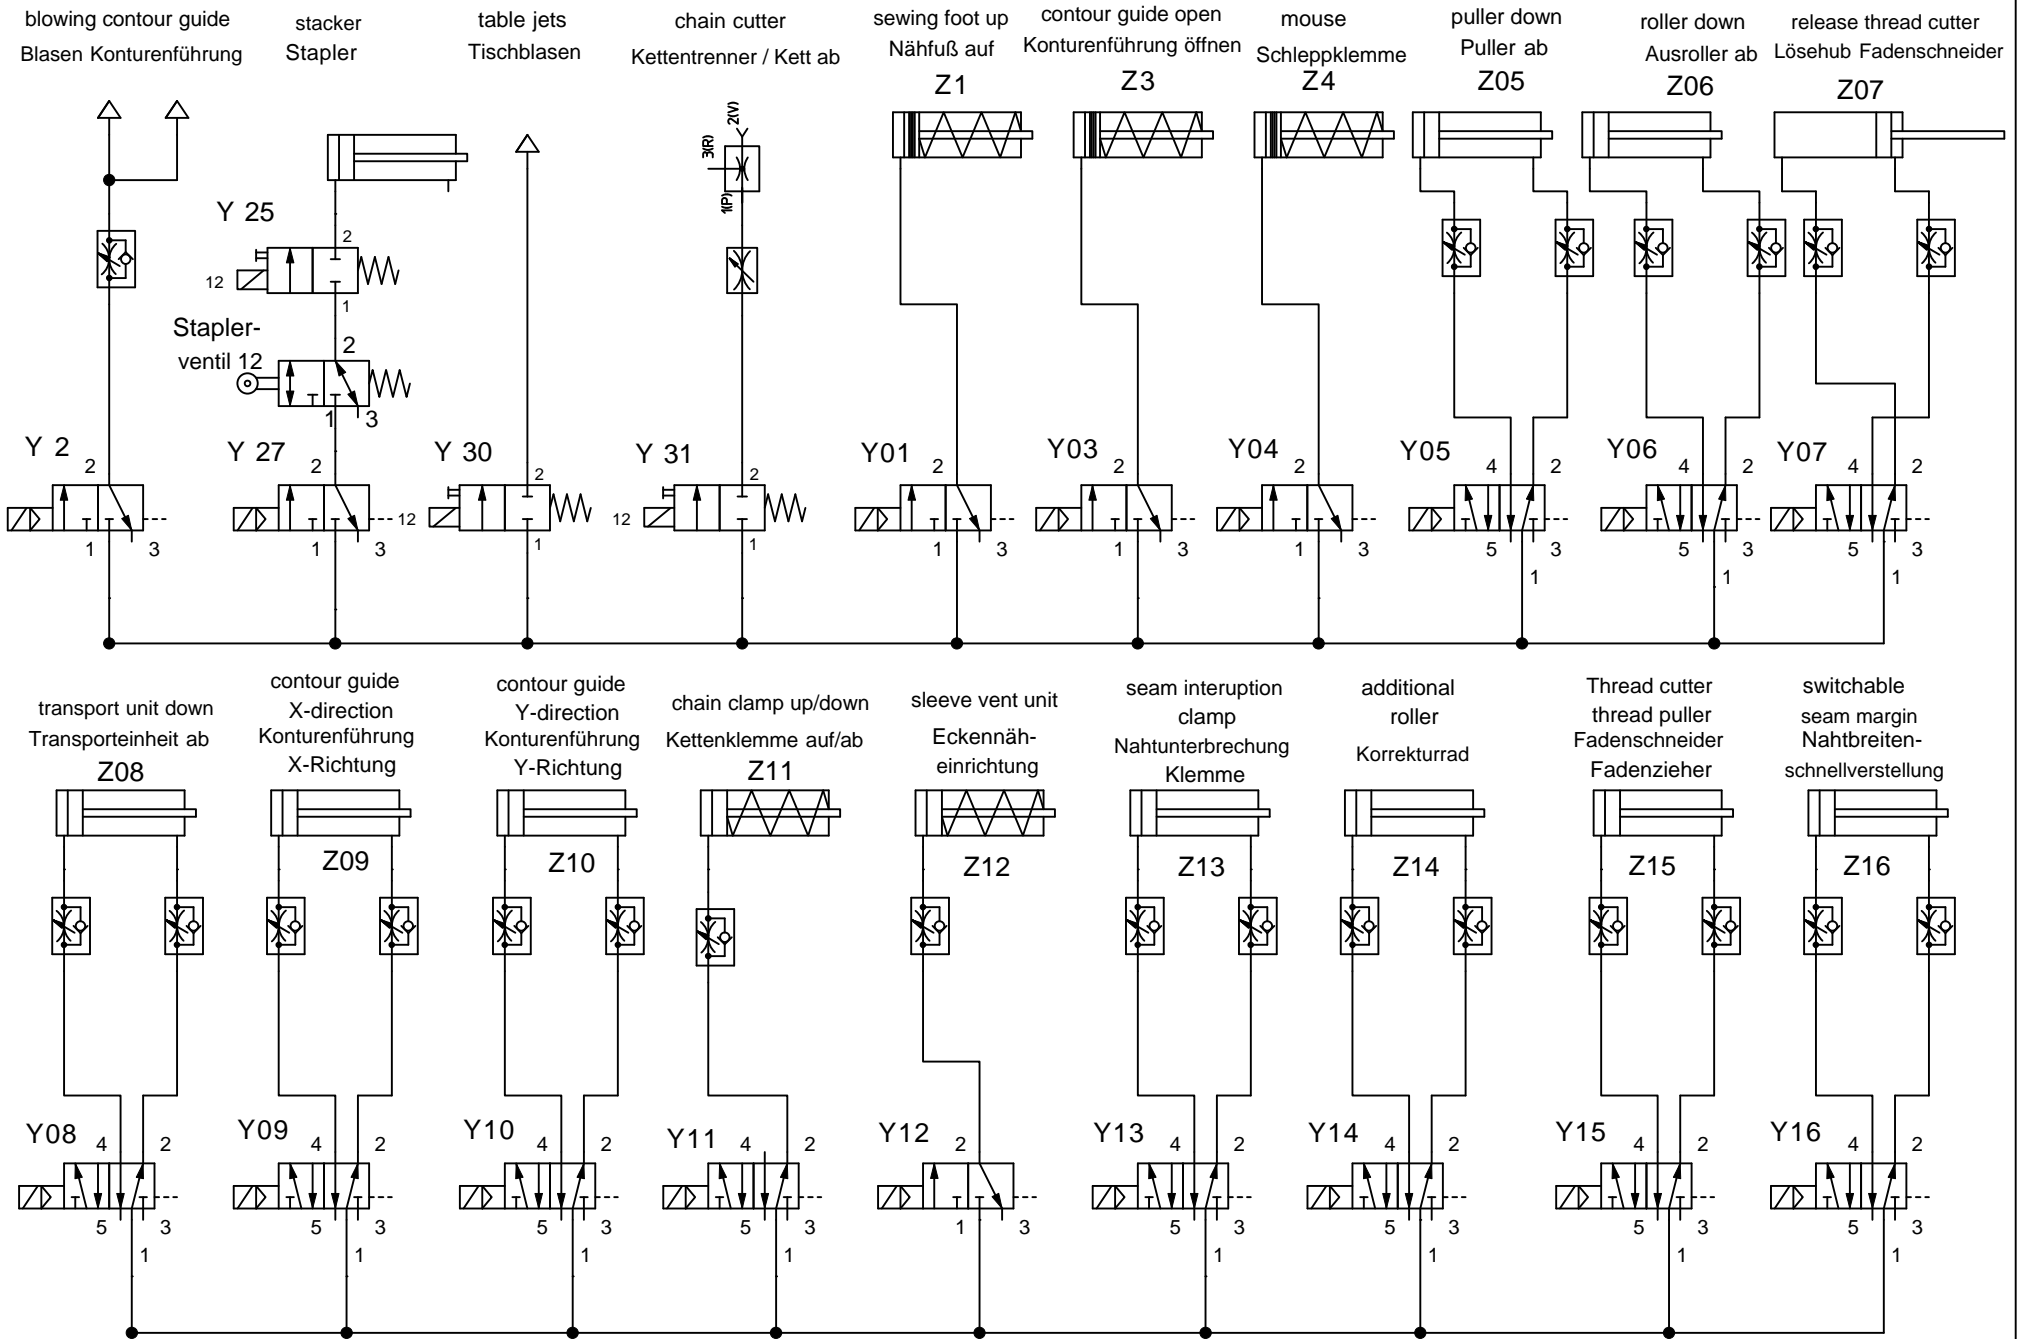 blowing contour guide
Blasen Konturenführung
stacker
Stapler
table jets
Tischblasen
chain cutter
Kettentrenner / Kett ab
sewing foot up
Nähfuß auf
Z1
contour guide open
Konturenführung öffnen
Z3
mouse
Schleppklemme
Z4
puller down
Puller ab
Z05
roller down
Ausroller ab
Z06
release thread cutter
Lösehub Fadenschneider
Z07
2(V)
3(R)
1(P)
Y 25
2
12
1
Stapler-
ventil 12
2
1
3
Y 2
2
1
3
Y 27
2
1
3
12
Y 30
2
1
Y 31
2
12
1
Y01
2
1
3
Y03
2
1
3
Y04
2
1
3
Y05
4
2
5
3
1
Y06
4
2
5
3
1
Y07
4
2
5
3
1
transport unit down
Transporteinheit ab
Z08
contour guide
X-direction
Konturenführung
X-Richtung
Z09
contour guide
Y-direction
Konturenführung
Y-Richtung
Z10
chain clamp up/down
Kettenklemme auf/ab
Z11
sleeve vent unit
Eckennäh-
einrichtung
Z12
seam interuption
clamp
Nahtunterbrechung
Klemme
Z13
additional
roller
Korrekturrad
Z14
Thread cutter
thread puller
Fadenschneider
Fadenzieher
Z15
switchable
seam margin
Nahtbreiten-
schnellverstellung
Z16
Y08
4
2
5
3
1
Y09
4
2
5
3
1
Y10
4
2
5
3
1
Y11
4
2
5
3
1
Y12
2
1
3
Y13
4
2
5
3
1
Y14
4
2
5
3
1
Y15
4
2
5
3
1
Y16
4
2
5
3
1